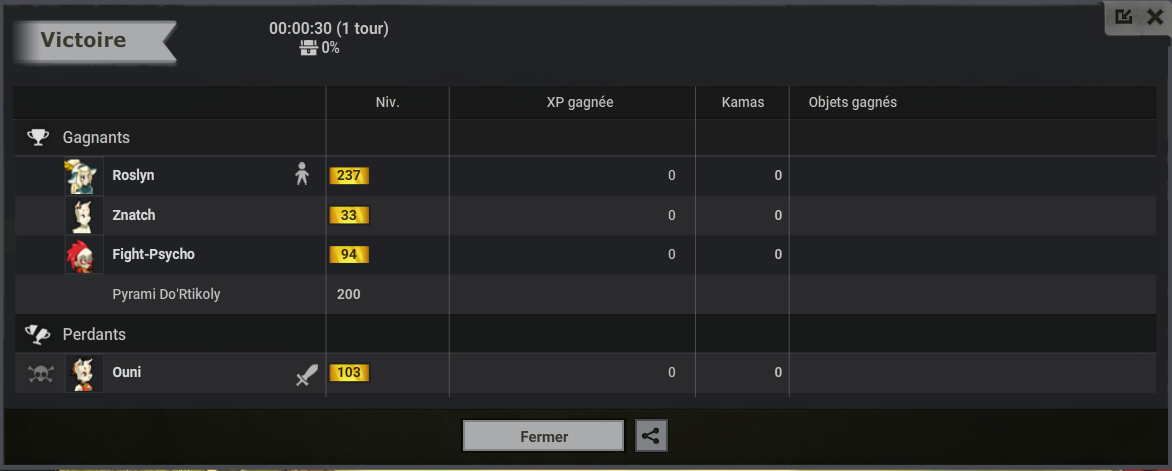 Victoire
00:00:30 (1 tour)
0%
Niv. XP gagnée Kamas Objets gagnés
Gagnants
Roslyn 237 0 0
Znatch 33 0 0
Fight-Psycho 94 0 0
Pyrami Do'Rtikoly 200
Perdants
Ouni 103 0 0
Fermer